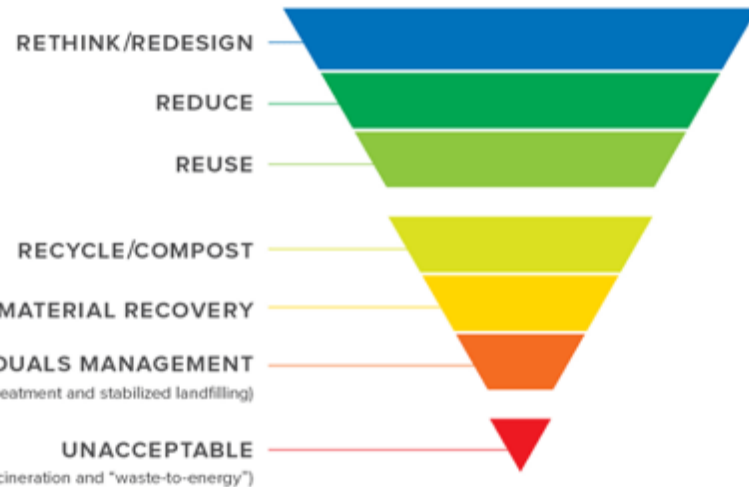 RETHINK/REDESIGN
REDUCE
REUSE
RECYCLE/COMPOST
MATERIAL RECOVERY
DUALS MANAGEMENT
eatment and stabilized landfilling)
UNACCEPTABLE
cineration and “waste-to-energy”)